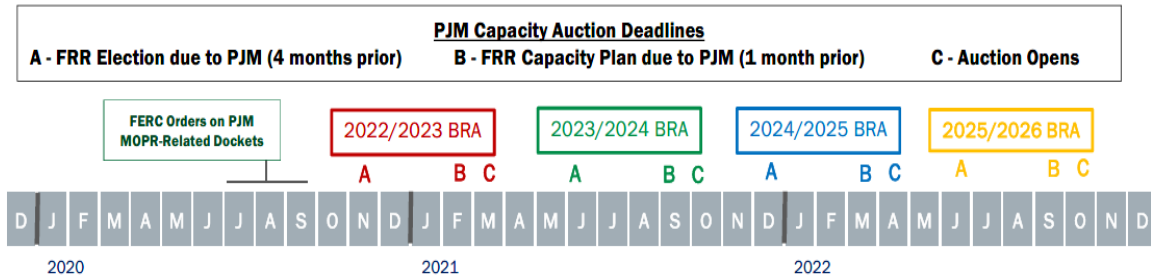 PJM Capacity Auction Deadlines
A - FRR Election due to PJM (4 months prior) B - FRR Capacity Plan due to PJM (1 month prior) C - Auction Opens
FERC Orders on PJM
MOPR-Related Dockets
2022/2023 BRA
2023/2024 BRA
2024/2025 BRA
2025/2026 BRA
A B C A B C A B C A B C
D J F M A M J J A S O N D J F M A M J J A S O N D J F M A M J J A S O N D
2020 2021 2022